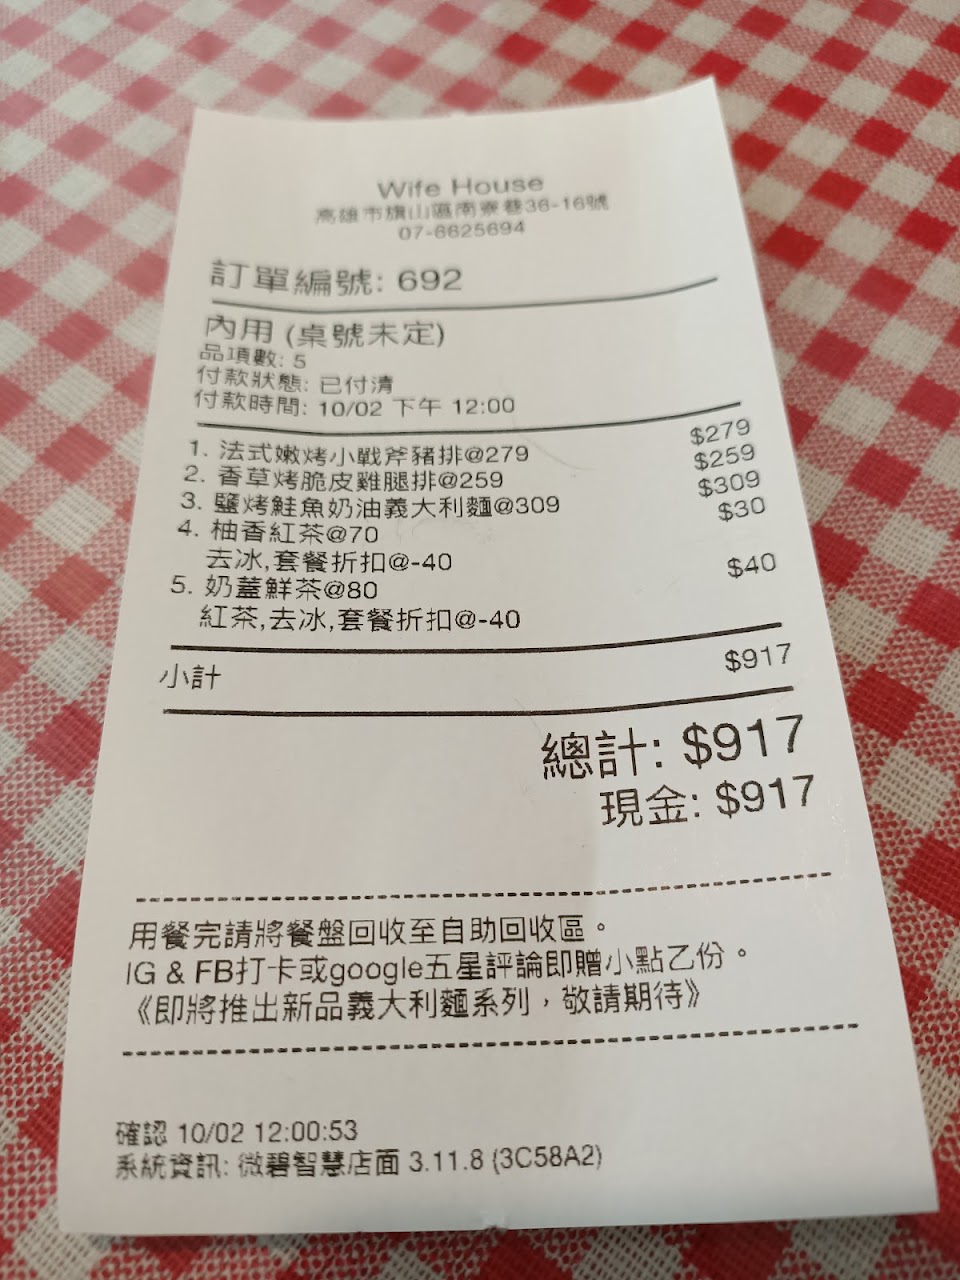 Wife House
高雄市旗山區南寮巷36-16號
07-6625694
訂單編號: 692
內用 (桌號未定)
品項數: 5
付款狀態: 已付清
付款時間: 10/02 下午 12:00
1. 法式嫩烤小戰斧豬排@279 $279
2. 香草烤脆皮雞腿排@259 $259
3. 鹽烤鮭魚奶油義大利麵@309 $309
4. 柚香紅茶@70 $30
去冰,套餐折扣@-40
5. 奶蓋鮮茶@80 $40
紅茶,去冰,套餐折扣@-40
小計 $917
總計: $917
現金: $917
用餐完請將餐盤回收至自助回收區。
IG & FB打卡或google五星評論即贈小點乙份。
《即將推出新品義大利麵系列，敬請期待》
確認 10/02 12:00:53
系統資訊: 微碧智慧店面 3.11.8 (3C58A2)